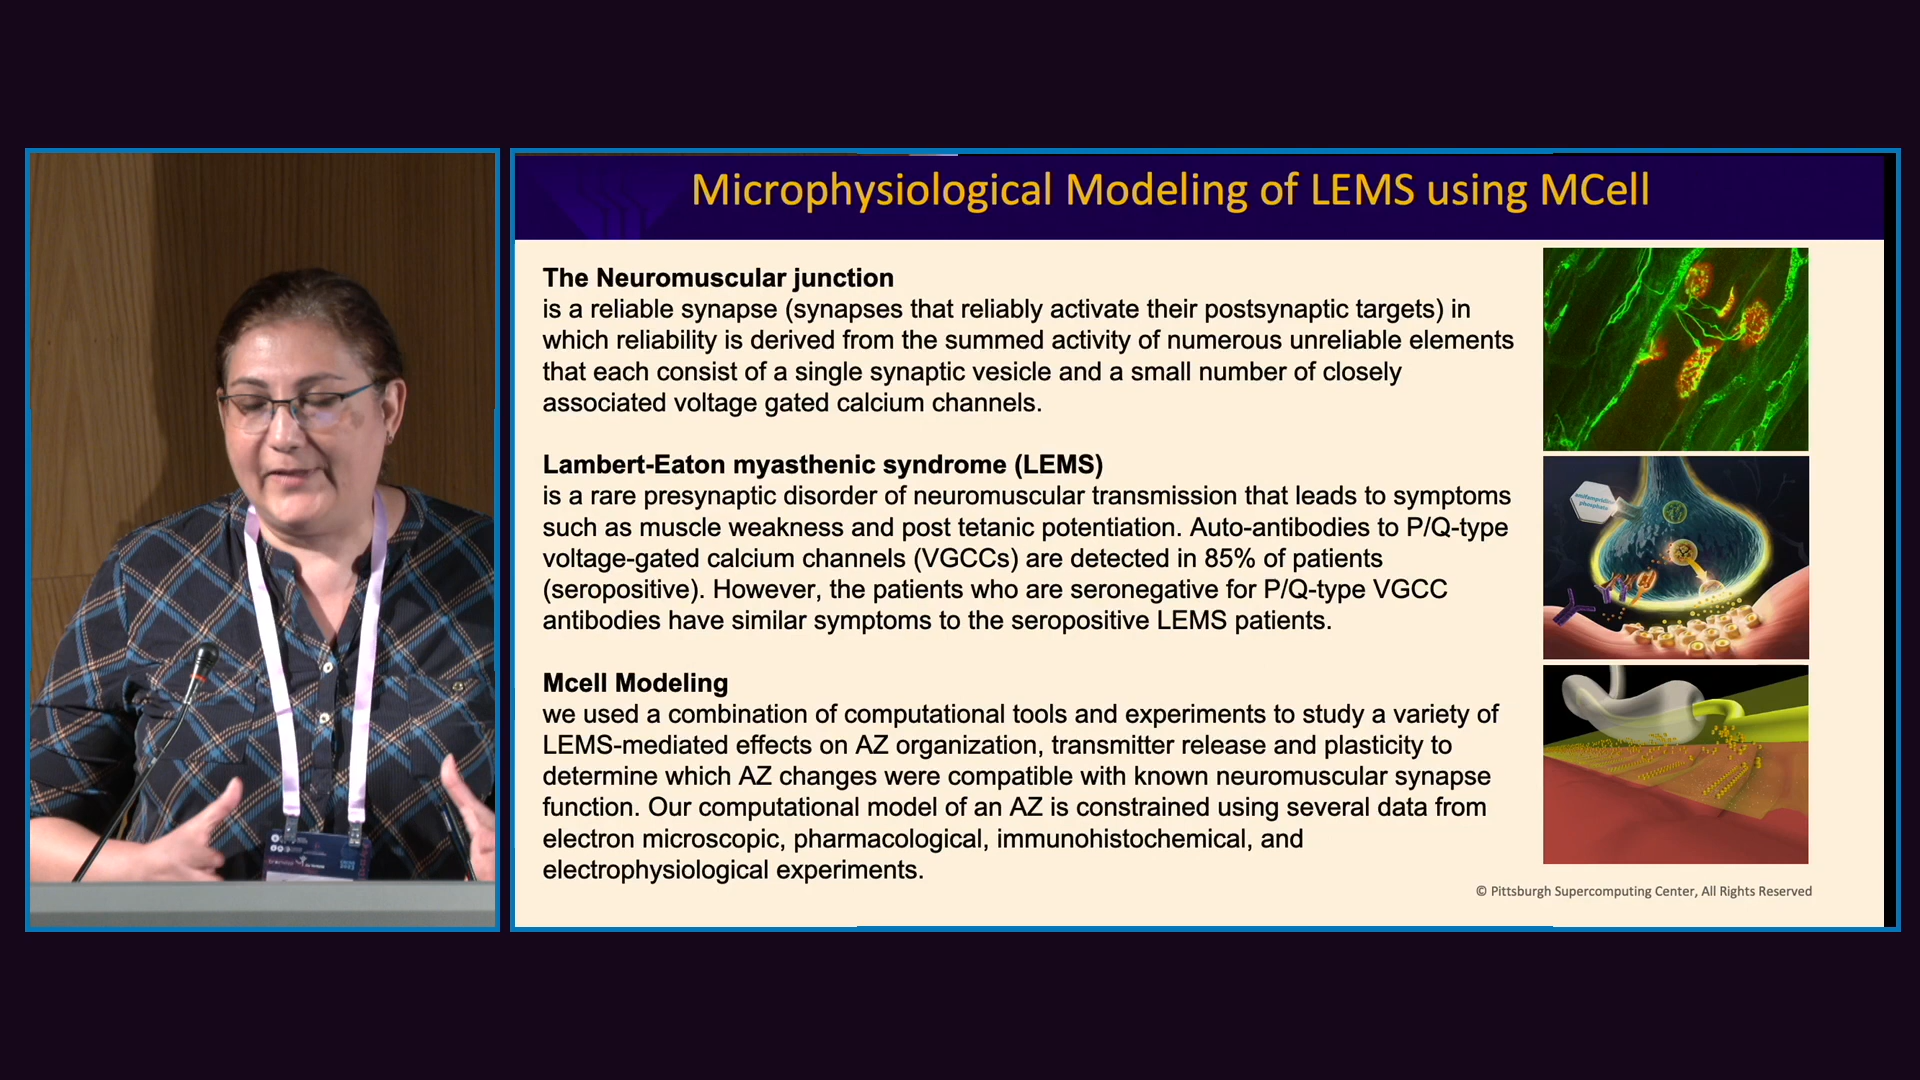 Microphysiological Modeling of LEMS using MCell
The Neuromuscular junction
is a reliable synapse (synapses that reliably activate their postsynaptic targets) in
which reliability is derived from the summed activity of numerous unreliable elements
that each consist of a single synaptic vesicle and a small number of closely
associated voltage gated calcium channels.
Lambert-Eaton myasthenic syndrome (LEMS)
is a rare presynaptic disorder of neuromuscular transmission that leads to symptoms
such as muscle weakness and post tetanic potentiation. Auto-antibodies to P/Q-type
voltage-gated calcium channels (VGCCs) are detected in 85% of patients
(seropositive). However, the patients who are seronegative for P/Q-type VGCC
antibodies have similar symptoms to the seropositive LEMS patients.
Mcell Modeling
we used a combination of computational tools and experiments to study a variety of
LEMS-mediated effects on AZ organization, transmitter release and plasticity to
determine which AZ changes were compatible with known neuromuscular synapse
function. Our computational model of an AZ is constrained using several data from
electron microscopic, pharmacological, immunohistochemical, and
electrophysiological experiments.
amifampridine
phosphate
© Pittsburgh Supercomputing Center, All Rights Reserved